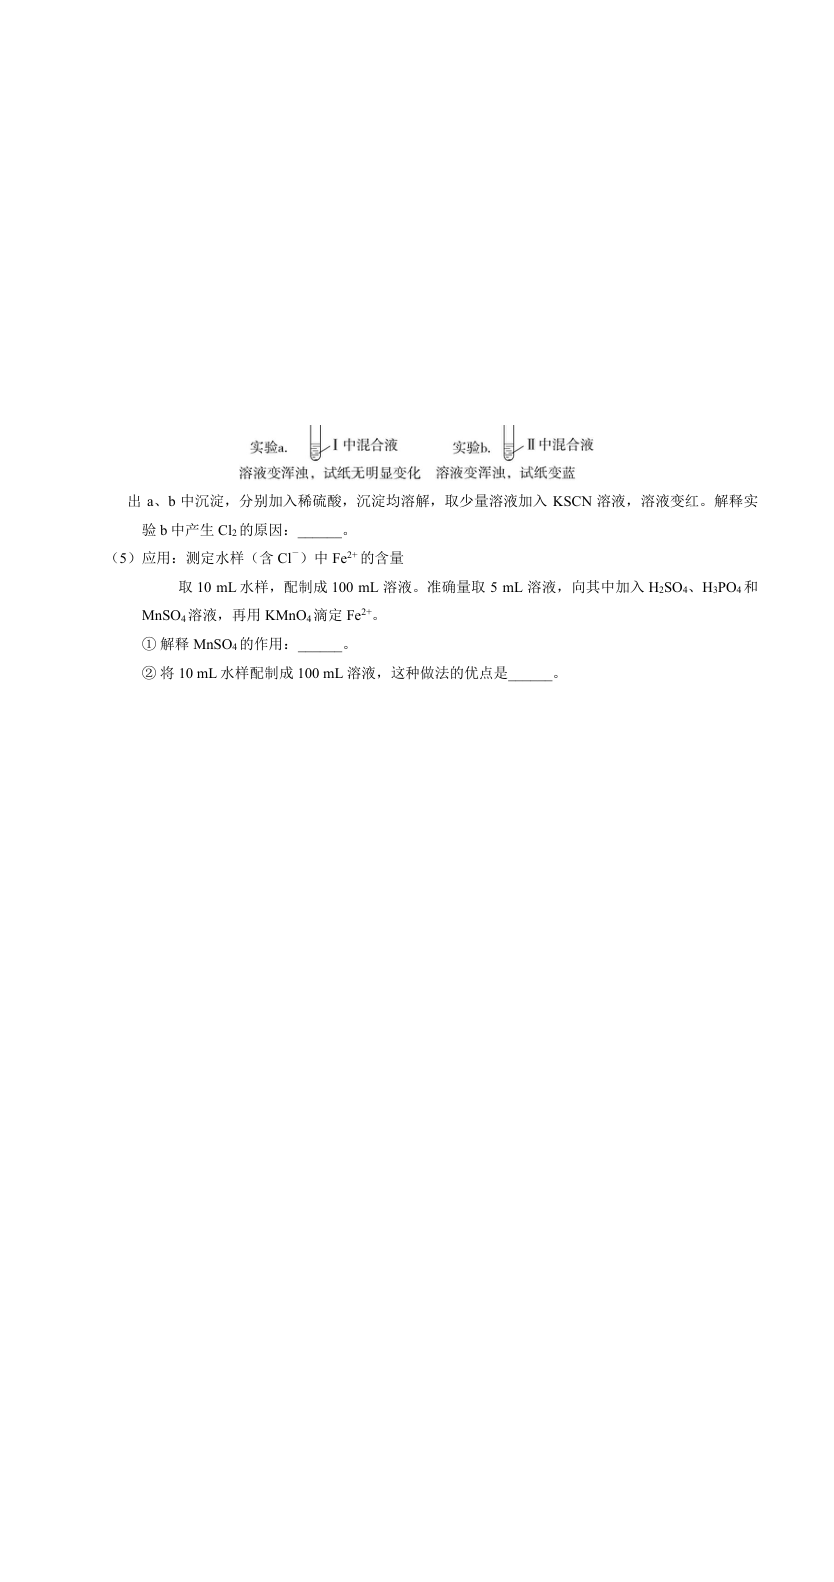 实验a. Ⅰ中混合液 实验b. Ⅱ中混合液
溶液变浑浊，试纸无明显变化 溶液变浑浊，试纸变蓝
出 a、b 中沉淀，分别加入稀硫酸，沉淀均溶解，取少量溶液加入 KSCN 溶液，溶液变红。解释实
验 b 中产生 Cl₂ 的原因：______。
（5）应用：测定水样（含 Cl⁻）中 Fe²⁺ 的含量
取 10 mL 水样，配制成 100 mL 溶液。准确量取 5 mL 溶液，向其中加入 H₂SO₄、H₃PO₄ 和
MnSO₄ 溶液，再用 KMnO₄ 滴定 Fe²⁺。
① 解释 MnSO₄ 的作用：______。
② 将 10 mL 水样配制成 100 mL 溶液，这种做法的优点是______。